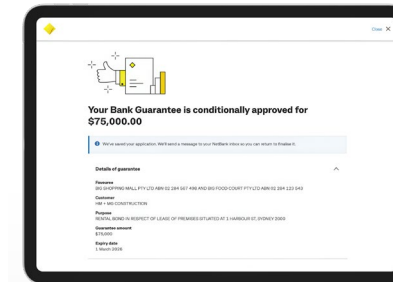 Close X
Your Bank Guarantee is conditionally approved for
$75,000.00
We've saved your application. We'll send a message to your NetBank inbox so you can return to finalise it.
Details of guarantee
Favouree
BIG SHOPPING MALL PTY LTD ABN 02 284 567 498 AND BIG FOOD COURT PTY LTD ABN 02 284 123 543
Customer
HM + MG CONSTRUCTION
Purpose
RENTAL BOND IN RESPECT OF LEASE OF PREMISES SITUATED AT 1 HARBOUR ST, SYDNEY 2000
Guarantee amount
$75,000
Expiry date
1 March 2026